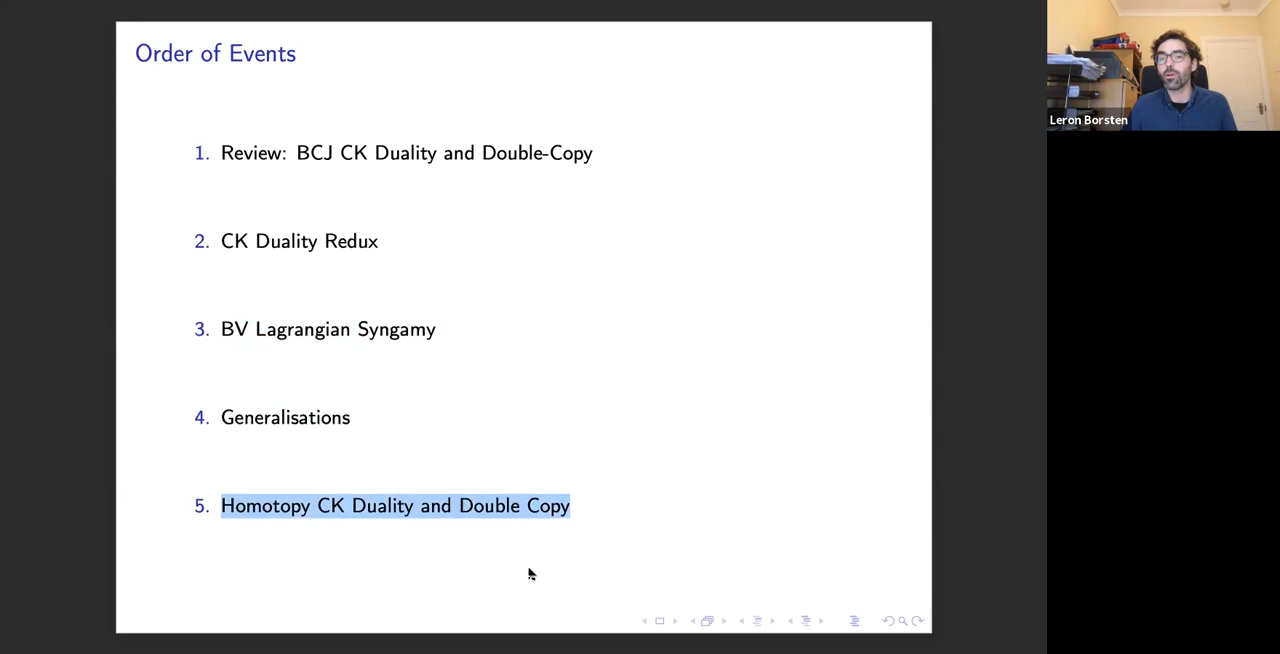 Order of Events
1. Review: BCJ CK Duality and Double-Copy
2. CK Duality Redux
3. BV Lagrangian Syngamy
4. Generalisations
5. Homotopy CK Duality and Double Copy
Leron Borsten